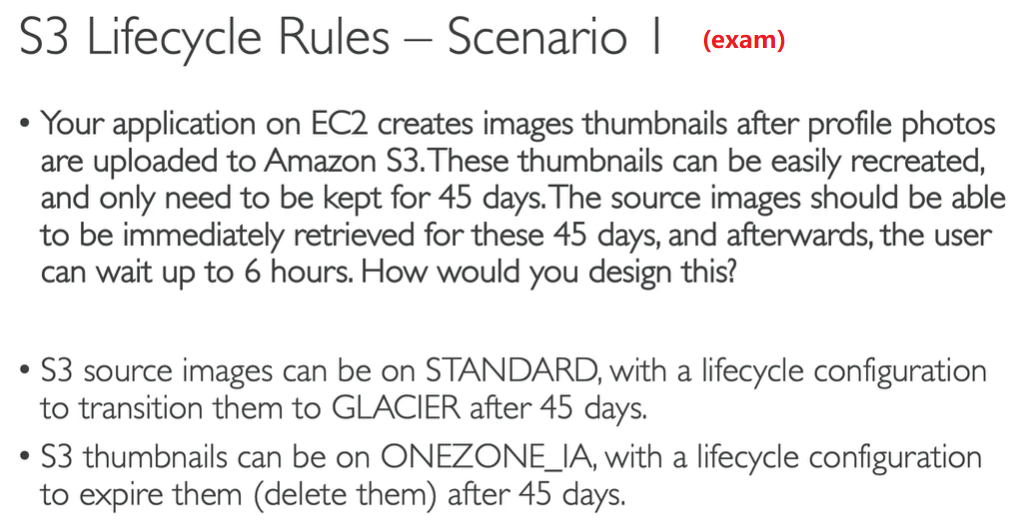 S3 Lifecycle Rules – Scenario 1 (exam)
• Your application on EC2 creates images thumbnails after profile photos
are uploaded to Amazon S3. These thumbnails can be easily recreated,
and only need to be kept for 45 days. The source images should be able
to be immediately retrieved for these 45 days, and afterwards, the user
can wait up to 6 hours. How would you design this?
• S3 source images can be on STANDARD, with a lifecycle configuration
to transition them to GLACIER after 45 days.
• S3 thumbnails can be on ONEZONE_IA, with a lifecycle configuration
to expire them (delete them) after 45 days.